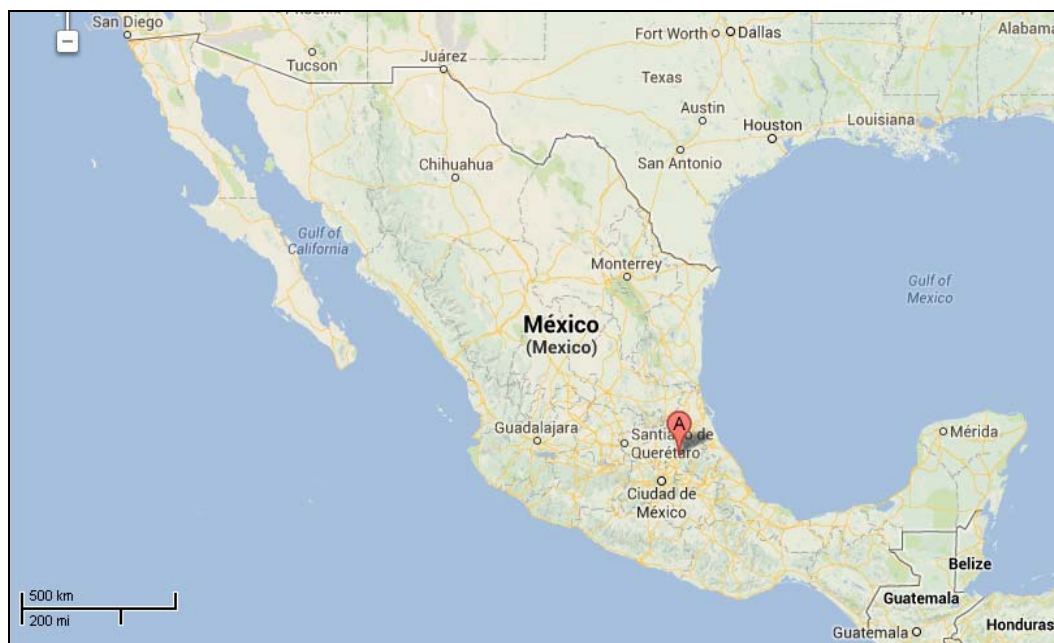 San Diego
Phoenix
Tucson
Juárez
Fort Worth
Dallas
Alabama
Texas
Austin
Houston
Louisiana
San Antonio
Chihuahua
Gulf of
California
Monterrey
Gulf of
Mexico
México
(Mexico)
A
Guadalajara
Santiago de
Querétaro
Mérida
Ciudad de
México
Belize
500 km
200 mi
Guatemala
Guatemala
Honduras